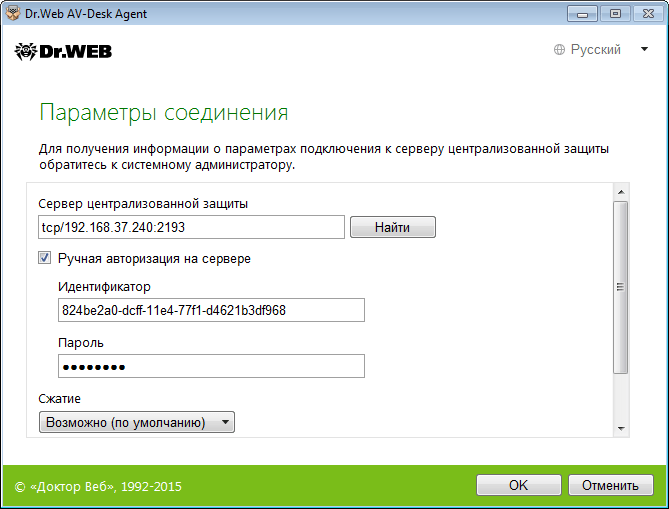 Dr.Web AV-Desk Agent
Dr.WEB
Русский
Параметры соединения
Для получения информации о параметрах подключения к серверу централизованной защиты
обратитесь к системному администратору.
Сервер централизованной защиты
tcp/192.168.37.240:2193
Найти
Ручная авторизация на сервере
Идентификатор
824be2a0-dcff-11e4-77f1-d4621b3df968
Пароль
●●●●●●●●
Сжатие
Возможно (по умолчанию)
© «Доктор Веб», 1992-2015
OK
Отменить